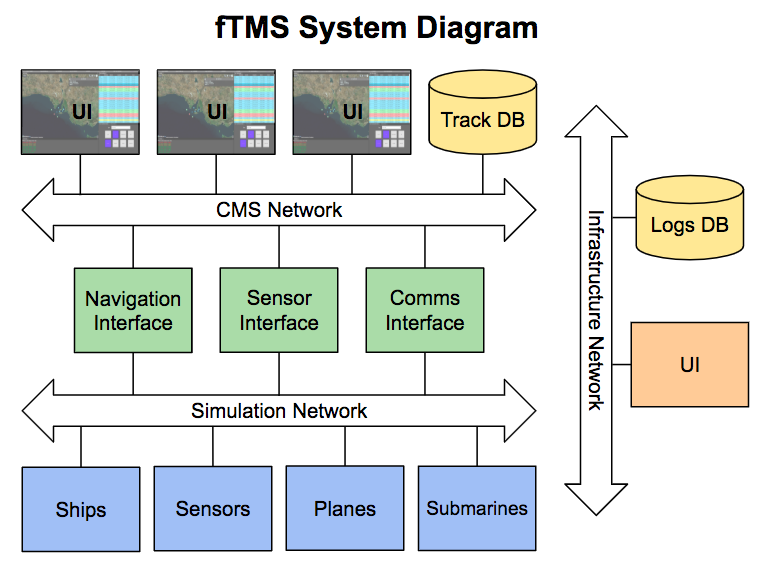 fTMS System Diagram
UI
UI
UI
Track DB
CMS Network
Navigation
Interface
Sensor
Interface
Comms
Interface
Simulation Network
Ships
Sensors
Planes
Submarines
Infrastructure Network
Logs DB
UI